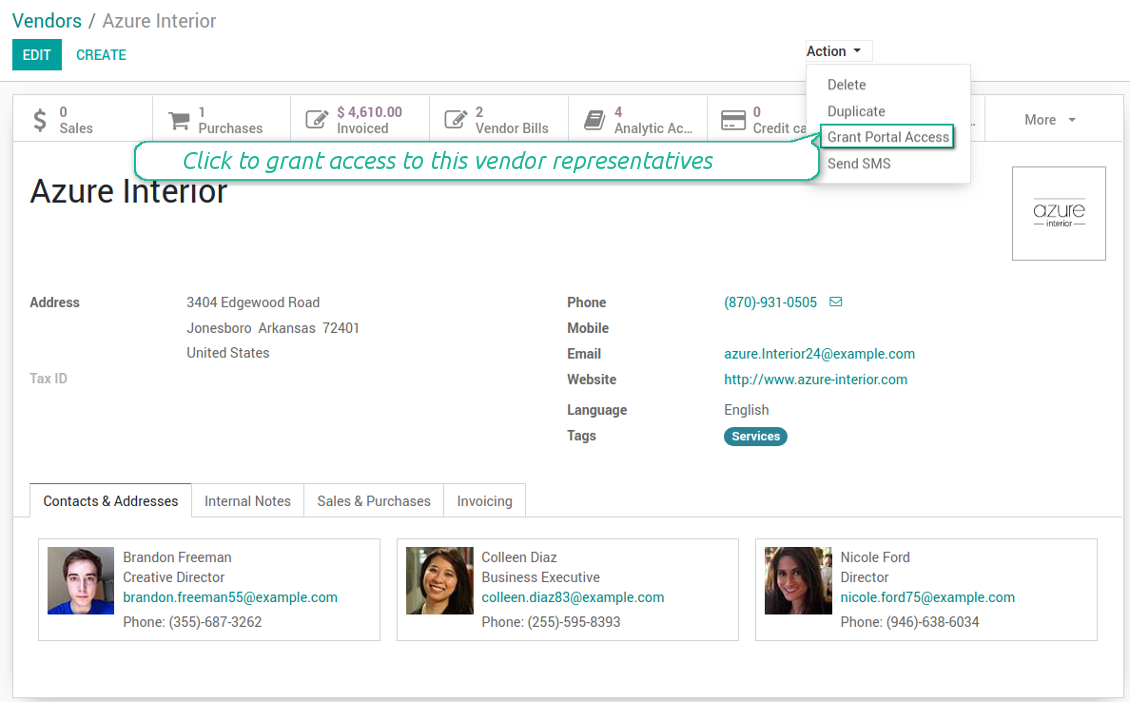 Vendors / Azure Interior
EDIT CREATE
Action
Delete
Duplicate
Grant Portal Access
Send SMS
0
Sales
1
Purchases
$ 4,610.00
Invoiced
2
Vendor Bills
4
Analytic Ac...
0
Credit ca
...
More
Click to grant access to this vendor representatives
Azure Interior
azure
interior
Address 3404 Edgewood Road
Jonesboro Arkansas 72401
United States
Tax ID
Phone (870)-931-0505
Mobile
Email azure.Interior24@example.com
Website http://www.azure-interior.com
Language English
Tags Services
Contacts & Addresses Internal Notes Sales & Purchases Invoicing
Brandon Freeman
Creative Director
brandon.freeman55@example.com
Phone: (355)-687-3262
Colleen Diaz
Business Executive
colleen.diaz83@example.com
Phone: (255)-595-8393
Nicole Ford
Director
nicole.ford75@example.com
Phone: (946)-638-6034